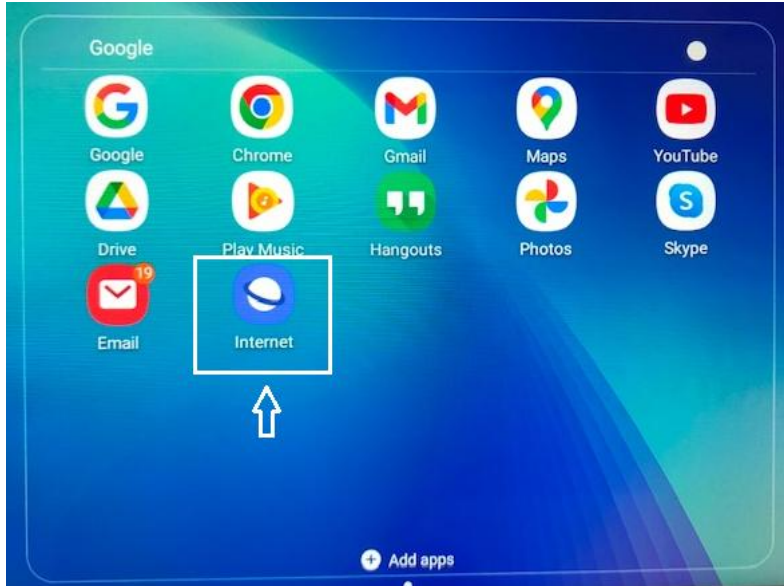 Google
Google Chrome Gmail Maps YouTube
Drive Play Music Hangouts Photos Skype
19
Email Internet
Add apps